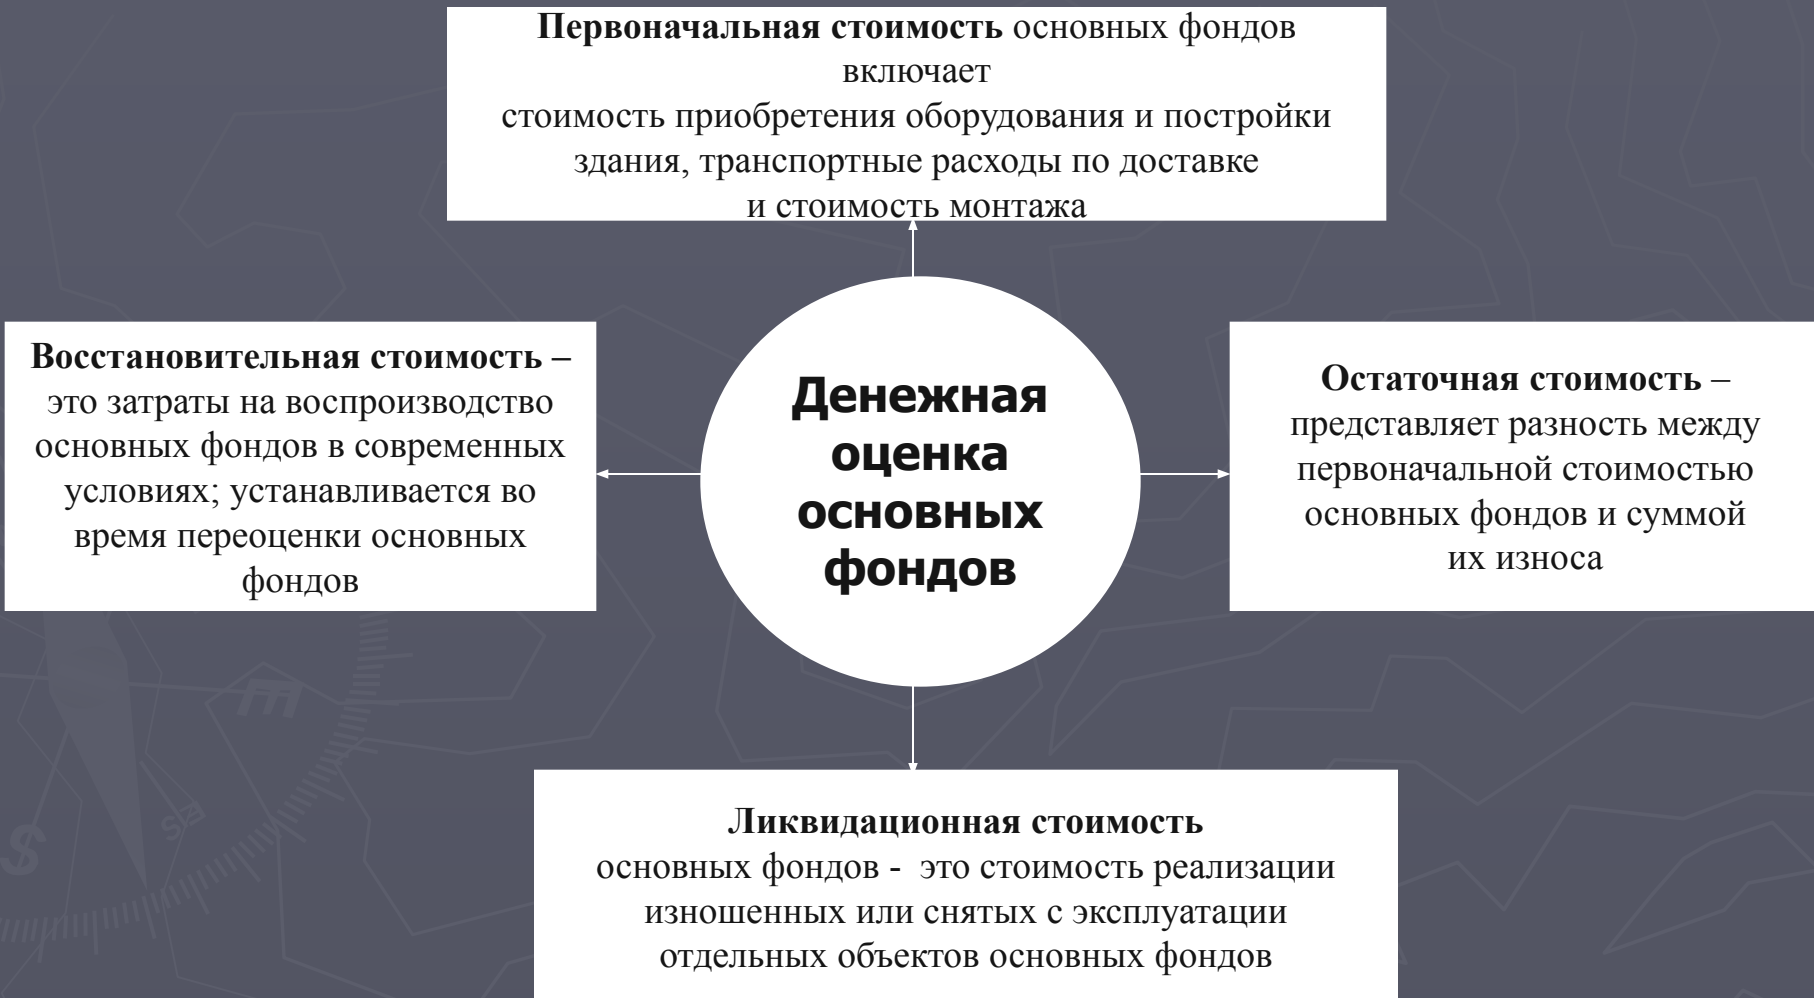 Первоначальная стоимость основных фондов
включает
стоимость приобретения оборудования и постройки
здания, транспортные расходы по доставке
и стоимость монтажа
Восстановительная стоимость –
это затраты на воспроизводство
основных фондов в современных
условиях; устанавливается во
время переоценки основных
фондов
Денежная
оценка
основных
фондов
Остаточная стоимость –
представляет разность между
первоначальной стоимостью
основных фондов и суммой
их износа
Ликвидационная стоимость
основных фондов - это стоимость реализации
изношенных или снятых с эксплуатации
отдельных объектов основных фондов
E
S
SE